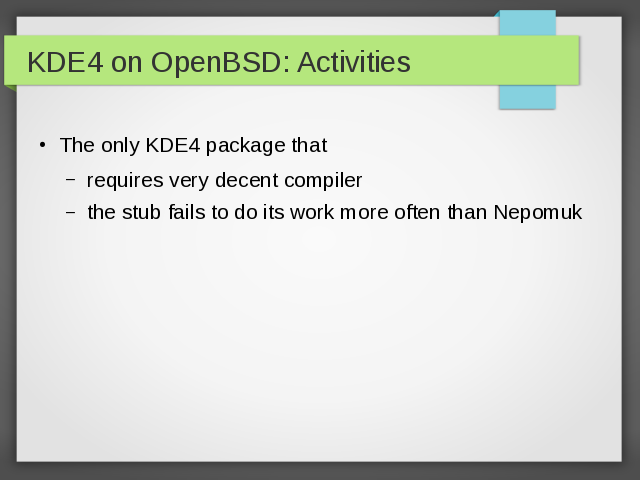 KDE4 on OpenBSD: Activities
● The only KDE4 package that
– requires very decent compiler
– the stub fails to do its work more often than Nepomuk